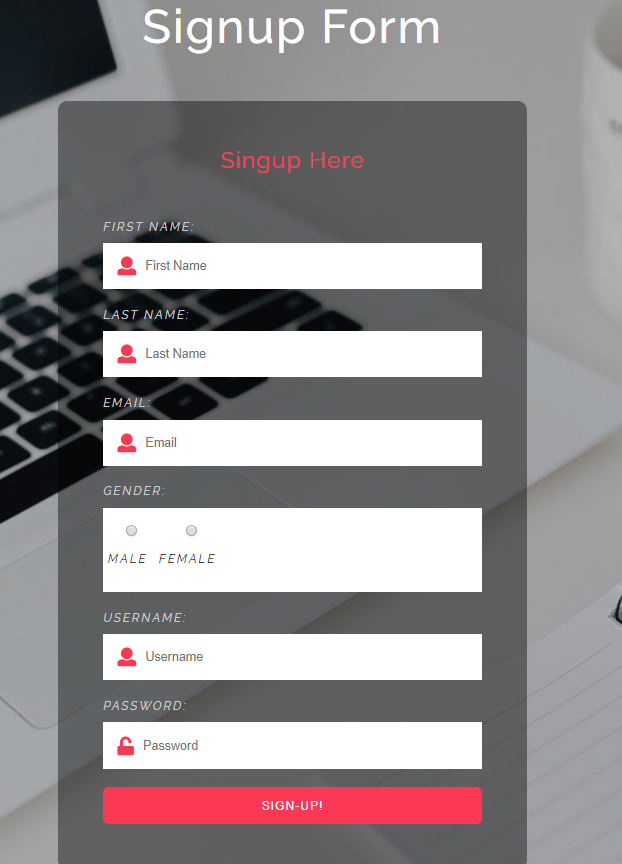 Signup Form
Singup Here
FIRST NAME:
First Name
LAST NAME:
Last Name
EMAIL:
Email
GENDER:
MALE FEMALE
USERNAME:
Username
PASSWORD:
Password
SIGN-UP!